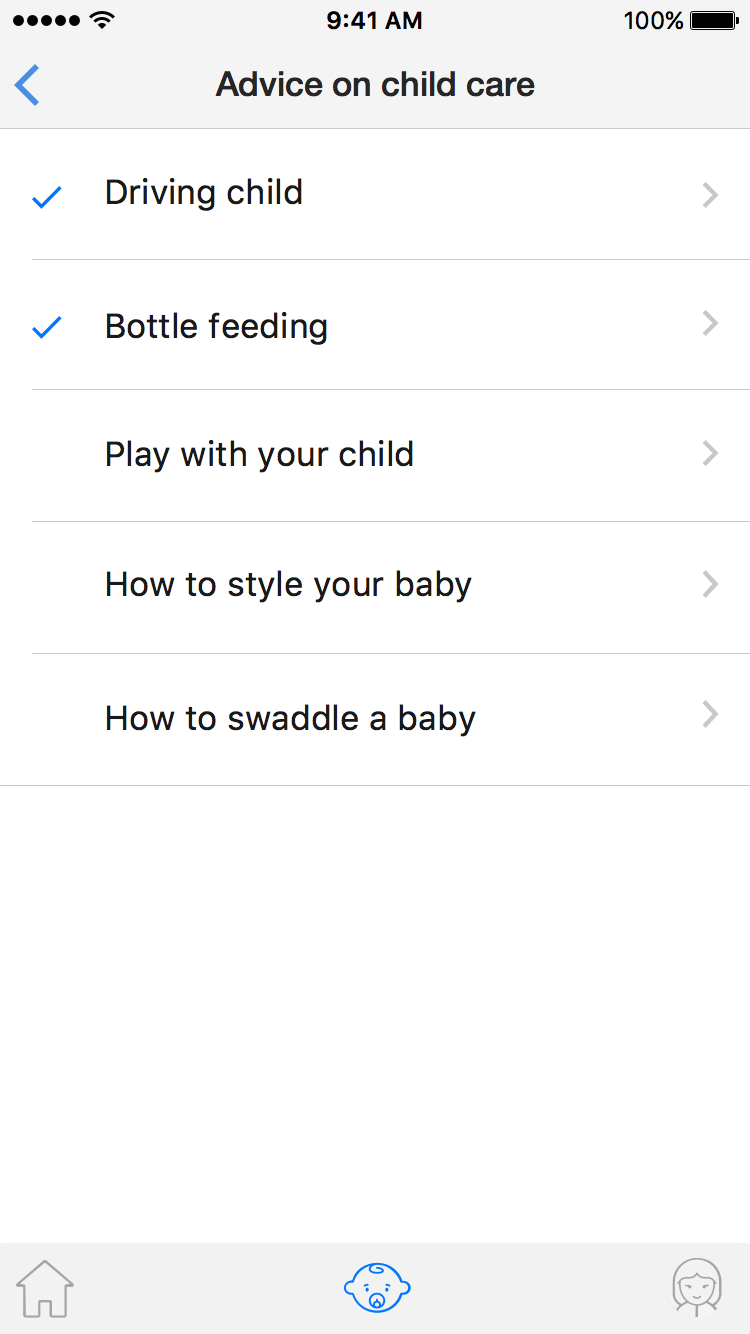 9:41 AM
100%
Advice on child care
Driving child
Bottle feeding
Play with your child
How to style your baby
How to swaddle a baby